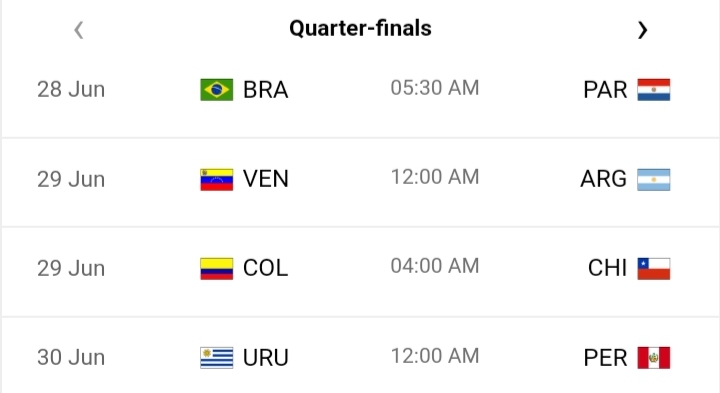 ‹ Quarter-finals ›
28 Jun BRA 05:30 AM PAR
29 Jun VEN 12:00 AM ARG
29 Jun COL 04:00 AM CHI
30 Jun URU 12:00 AM PER